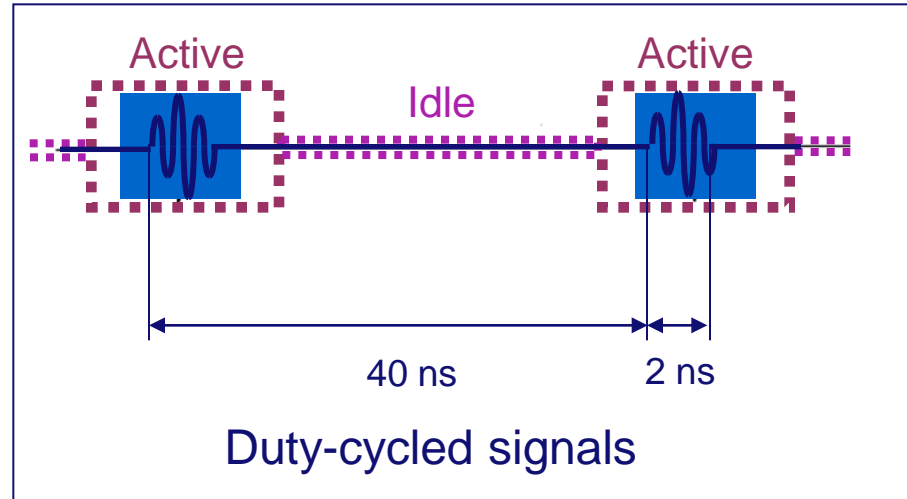 Active
Active
Idle
40 ns
2 ns
Duty-cycled signals